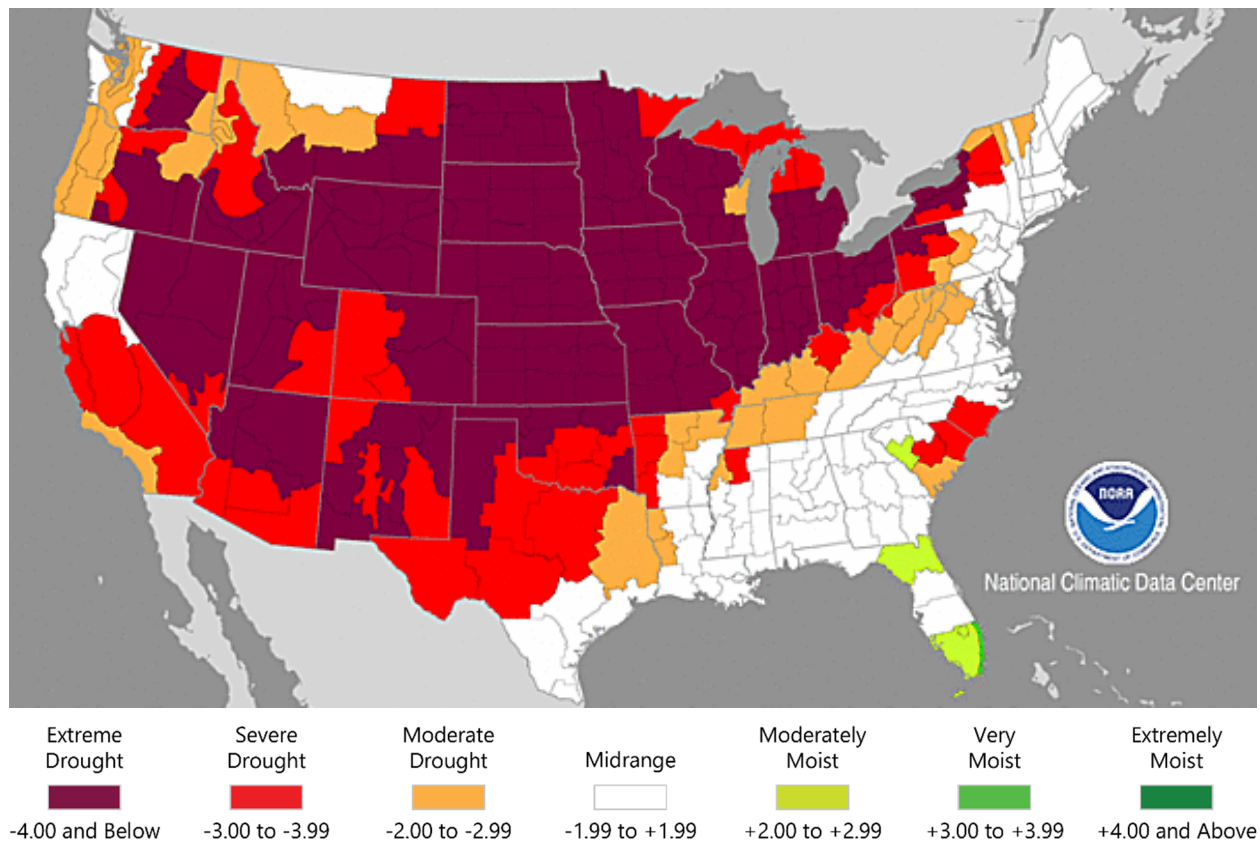 NOAA
National Climatic Data Center
Extreme
Drought
Severe
Drought
Moderate
Drought
Midrange
Moderately
Moist
Very
Moist
Extremely
Moist
-4.00 and Below
-3.00 to -3.99
-2.00 to -2.99
-1.99 to +1.99
+2.00 to +2.99
+3.00 to +3.99
+4.00 and Above